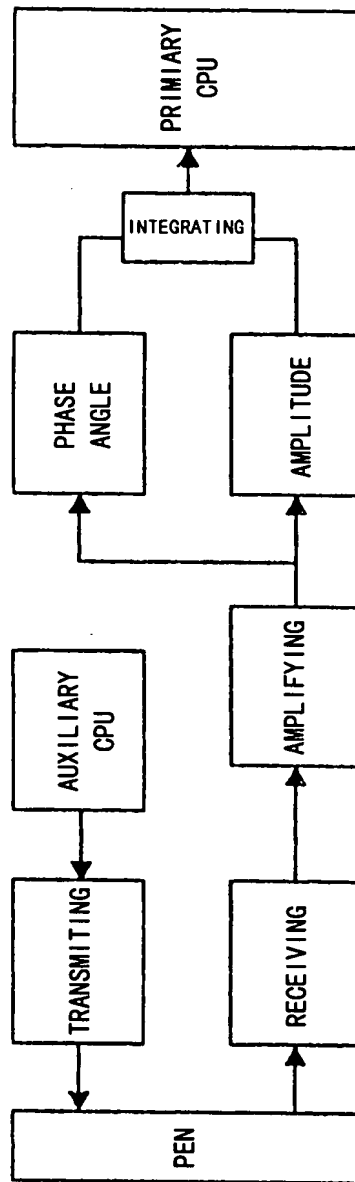 PEN
TRANSMITING
AUXILIARY
CPU
RECEIVING
AMPLIFYING
PHASE
ANGLE
AMPLITUDE
INTEGRATING
PRIMIARY
CPU